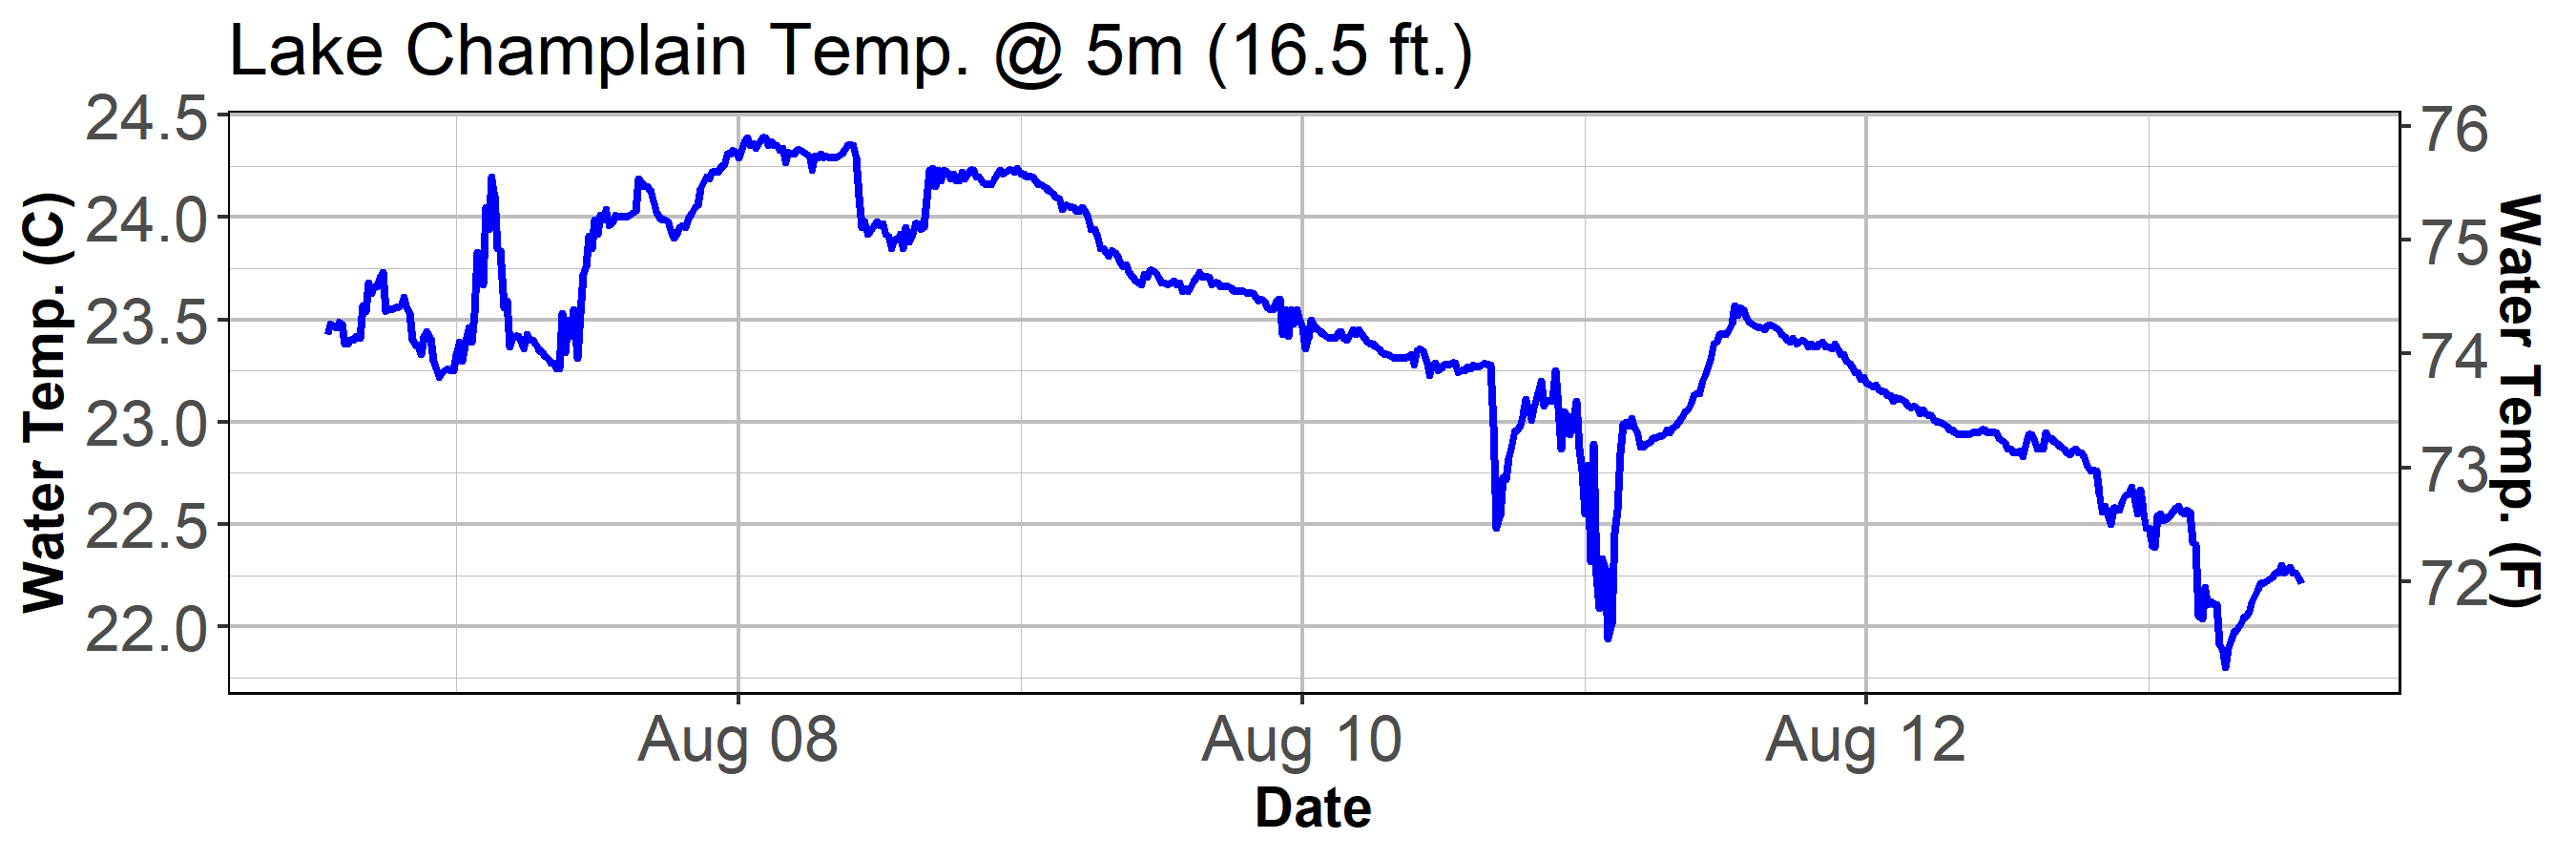 Lake Champlain Temp. @ 5m (16.5 ft.)
Water Temp. (C)
24.5
24.0
23.5
23.0
22.5
22.0
76
75
74
73
72
Water Temp. (F)
Aug 08
Aug 10
Aug 12
Date